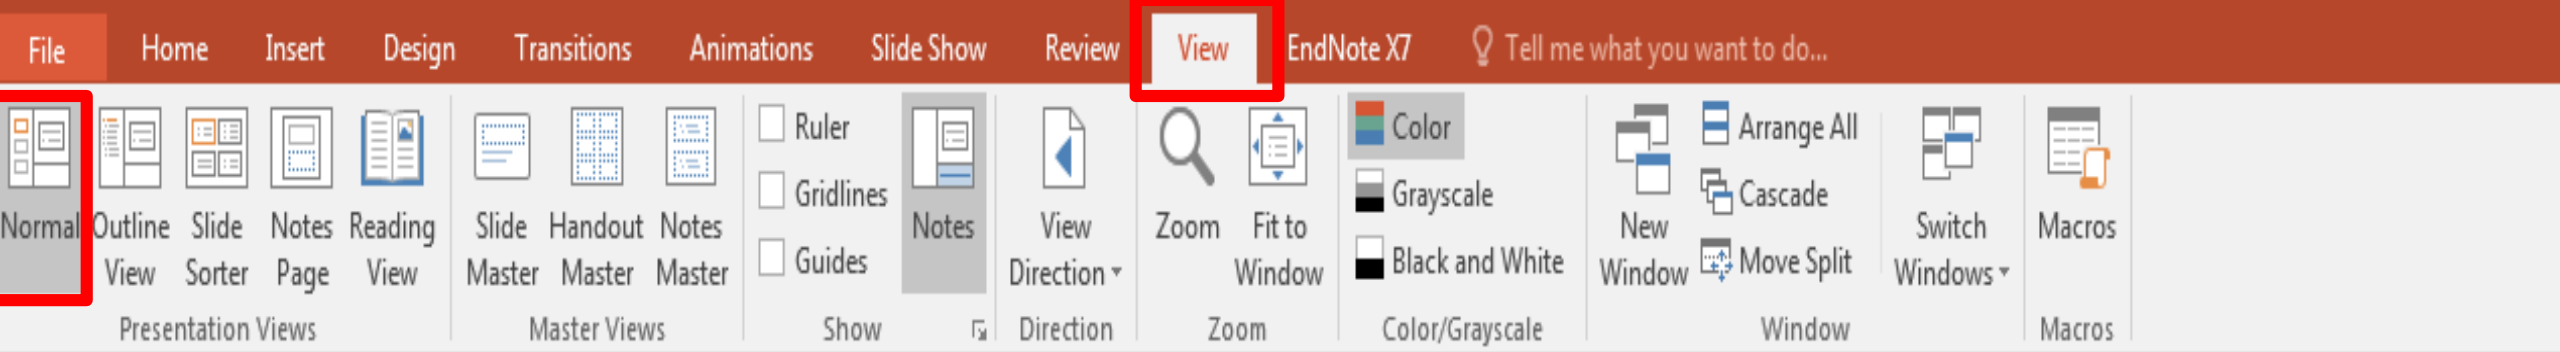 File Home Insert Design Transitions Animations Slide Show Review View EndNote X7 Tell me what you want to do...
Normal
Outline
View
Slide
Sorter
Notes
Page
Reading
View
Presentation Views
Slide
Master
Handout
Master
Notes
Master
Master Views
Ruler
Gridlines
Guides
Notes
Show
View
Direction
Direction
Zoom
Fit to
Window
Zoom
Color
Grayscale
Black and White
Color/Grayscale
New
Window
Arrange All
Cascade
Move Split
Switch
Windows
Window
Macros
Macros